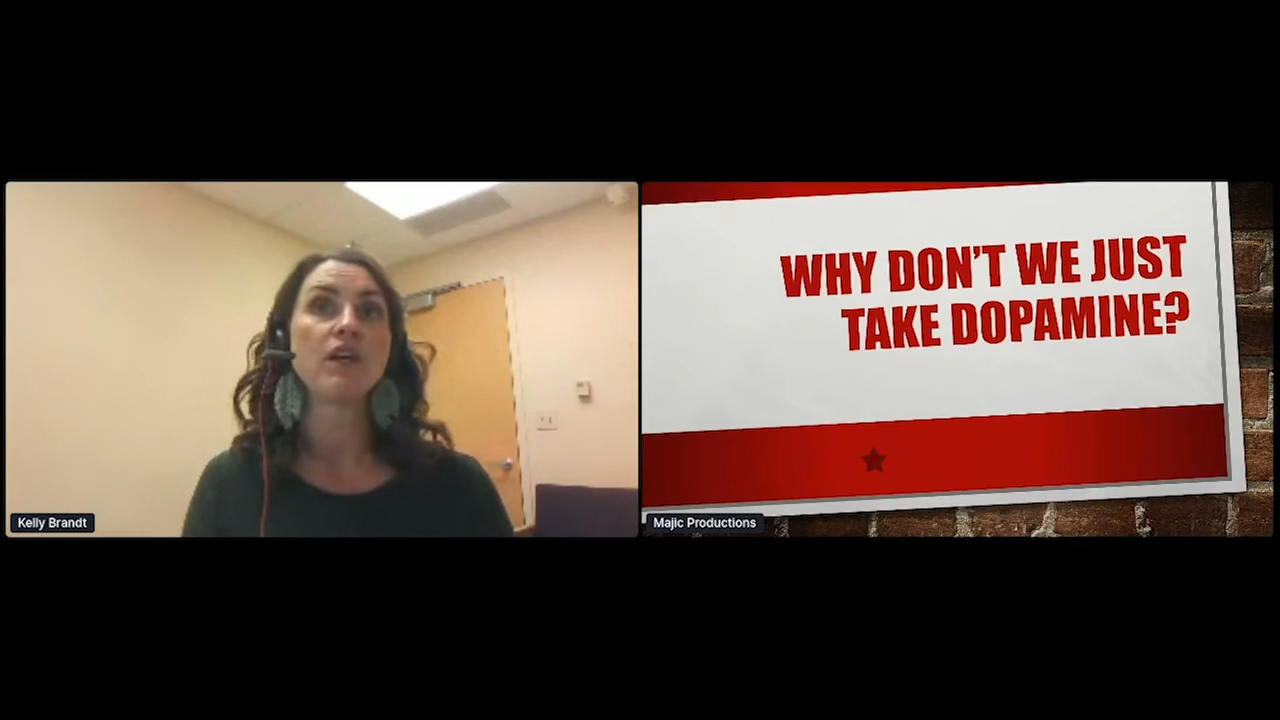 Kelly Brandt
WHY DON'T WE JUST
TAKE DOPAMINE?
Majic Productions